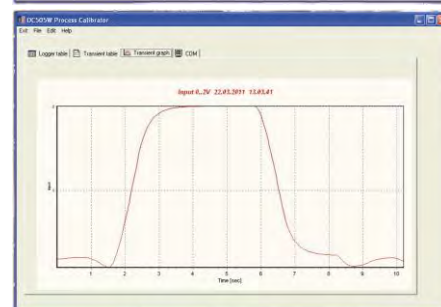 DC505W Process Calibrator
Exit File Edit Help
Logger table Transient table Transient graph COM
Input 0..2V 22.03.2011 13.03.41
1 2 3 4 5 6 7 8 9 10
Time [sec]